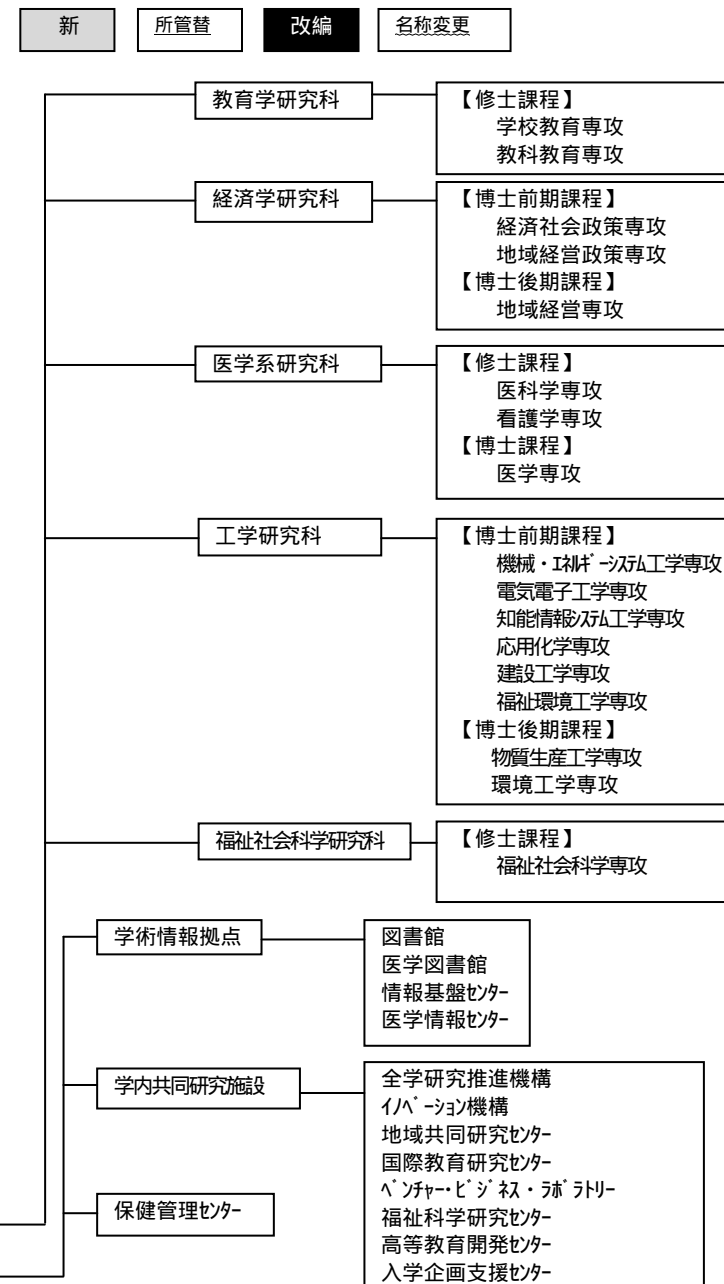 新 所管替 改編 名称変更
教育学研究科
【修士課程】
学校教育専攻
教科教育専攻
経済学研究科
【博士前期課程】
経済社会政策専攻
地域経営政策専攻
【博士後期課程】
地域経営専攻
医学系研究科
【修士課程】
医科学専攻
看護学専攻
【博士課程】
医学専攻
工学研究科
【博士前期課程】
機械・ｴﾈﾙｷﾞｰｼｽﾃﾑ工学専攻
電気電子工学専攻
知能情報ｼｽﾃﾑ工学専攻
応用化学専攻
建設工学専攻
福祉環境工学専攻
【博士後期課程】
物質生産工学専攻
環境工学専攻
福祉社会科学研究科
【修士課程】
福祉社会科学専攻
学術情報拠点
図書館
医学図書館
情報基盤ｾﾝﾀｰ
医学情報ｾﾝﾀｰ
学内共同研究施設
全学研究推進機構
ｲﾉﾍﾞｰｼｮﾝ機構
地域共同研究ｾﾝﾀｰ
国際教育研究ｾﾝﾀｰ
ﾍﾞﾝﾁｬｰ・ﾋﾞｼﾞﾈｽ・ﾗﾎﾞﾗﾄﾘｰ
福祉科学研究ｾﾝﾀｰ
高等教育開発ｾﾝﾀｰ
入学企画支援ｾﾝﾀｰ
保健管理ｾﾝﾀｰ